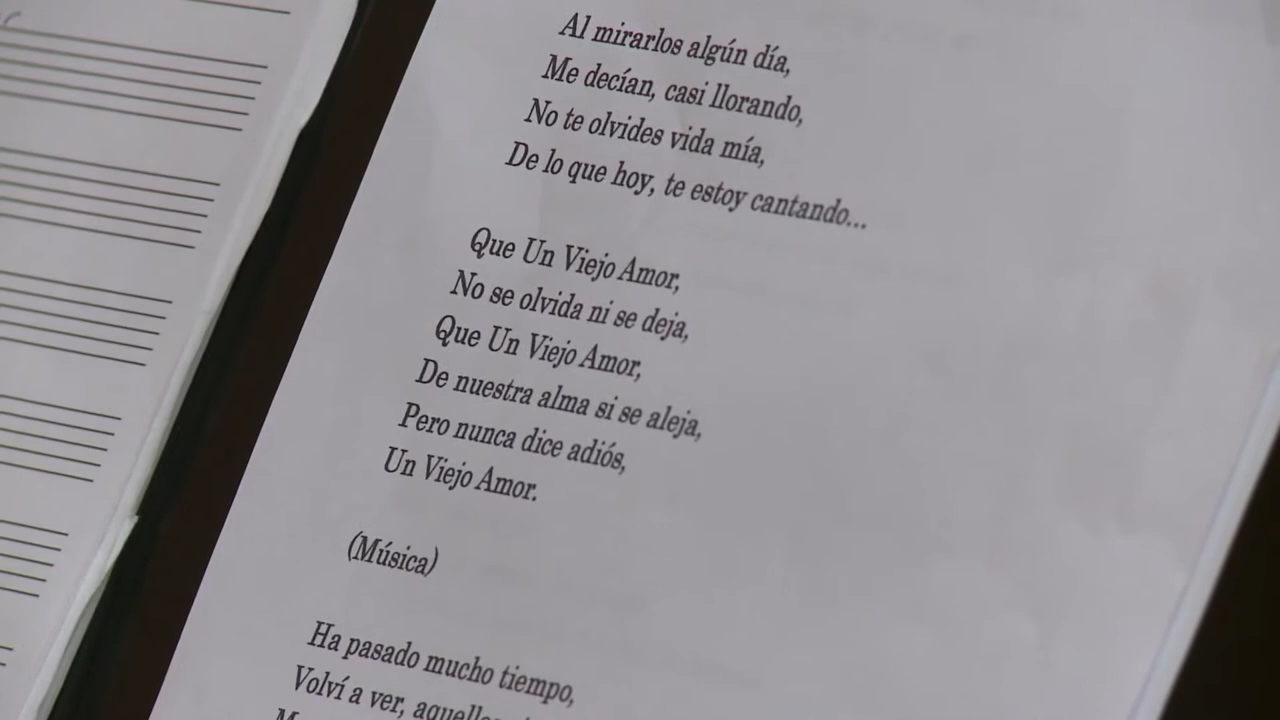 Al mirarlos algún día,
Me decían, casi llorando,
No te olvides vida mía,
De lo que hoy, te estoy cantando...
Que Un Viejo Amor,
No se olvida ni se deja,
Que Un Viejo Amor,
De nuestra alma si se aleja,
Pero nunca dice adiós,
Un Viejo Amor.
(Música)
Ha pasado mucho tiempo,
Volví a ver,